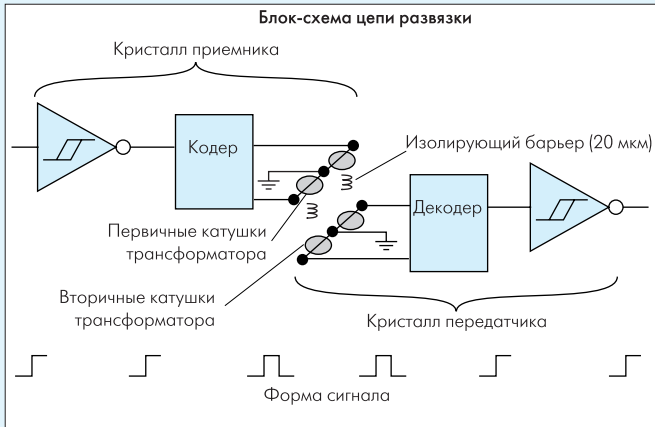 Блок-схема цепи развязки
Кристалл приемника
Кодер
Изолирующий барьер (20 мкм)
Первичные катушки
трансформатора
Декодер
Вторичные катушки
трансформатора
Кристалл передатчика
Форма сигнала